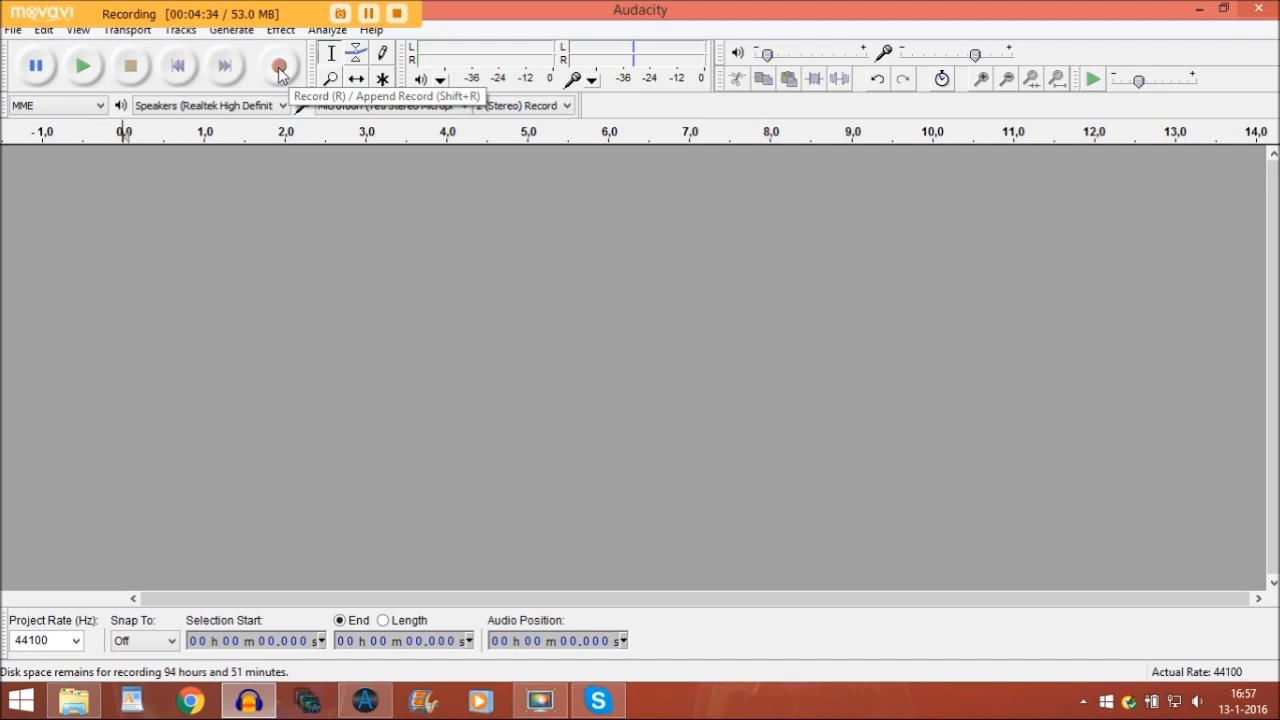 movavi Recording [00:04:34 / 53.0 MB] Audacity
File Edit View Transport Tracks Generate Effect Analyze Help
L L
R R
-36 -24 -12 0 -36 -24 -12 0
Record (R) / Append Record (Shift+R)
MME Speakers (Realtek High Definit Microfoon (Yeti Stereo Micropl 2 (Stereo) Record
- 1,0 0,0 1,0 2,0 3,0 4,0 5,0 6,0 7,0 8,0 9,0 10,0 11,0 12,0 13,0 14,0
Project Rate (Hz): Snap To: Selection Start: End Length Audio Position:
44100 Off 00 h 00 m 00.000 s 00 h 00 m 00.000 s 00 h 00 m 00.000 s
Disk space remains for recording 94 hours and 51 minutes. Actual Rate: 44100
16:57
13-1-2016